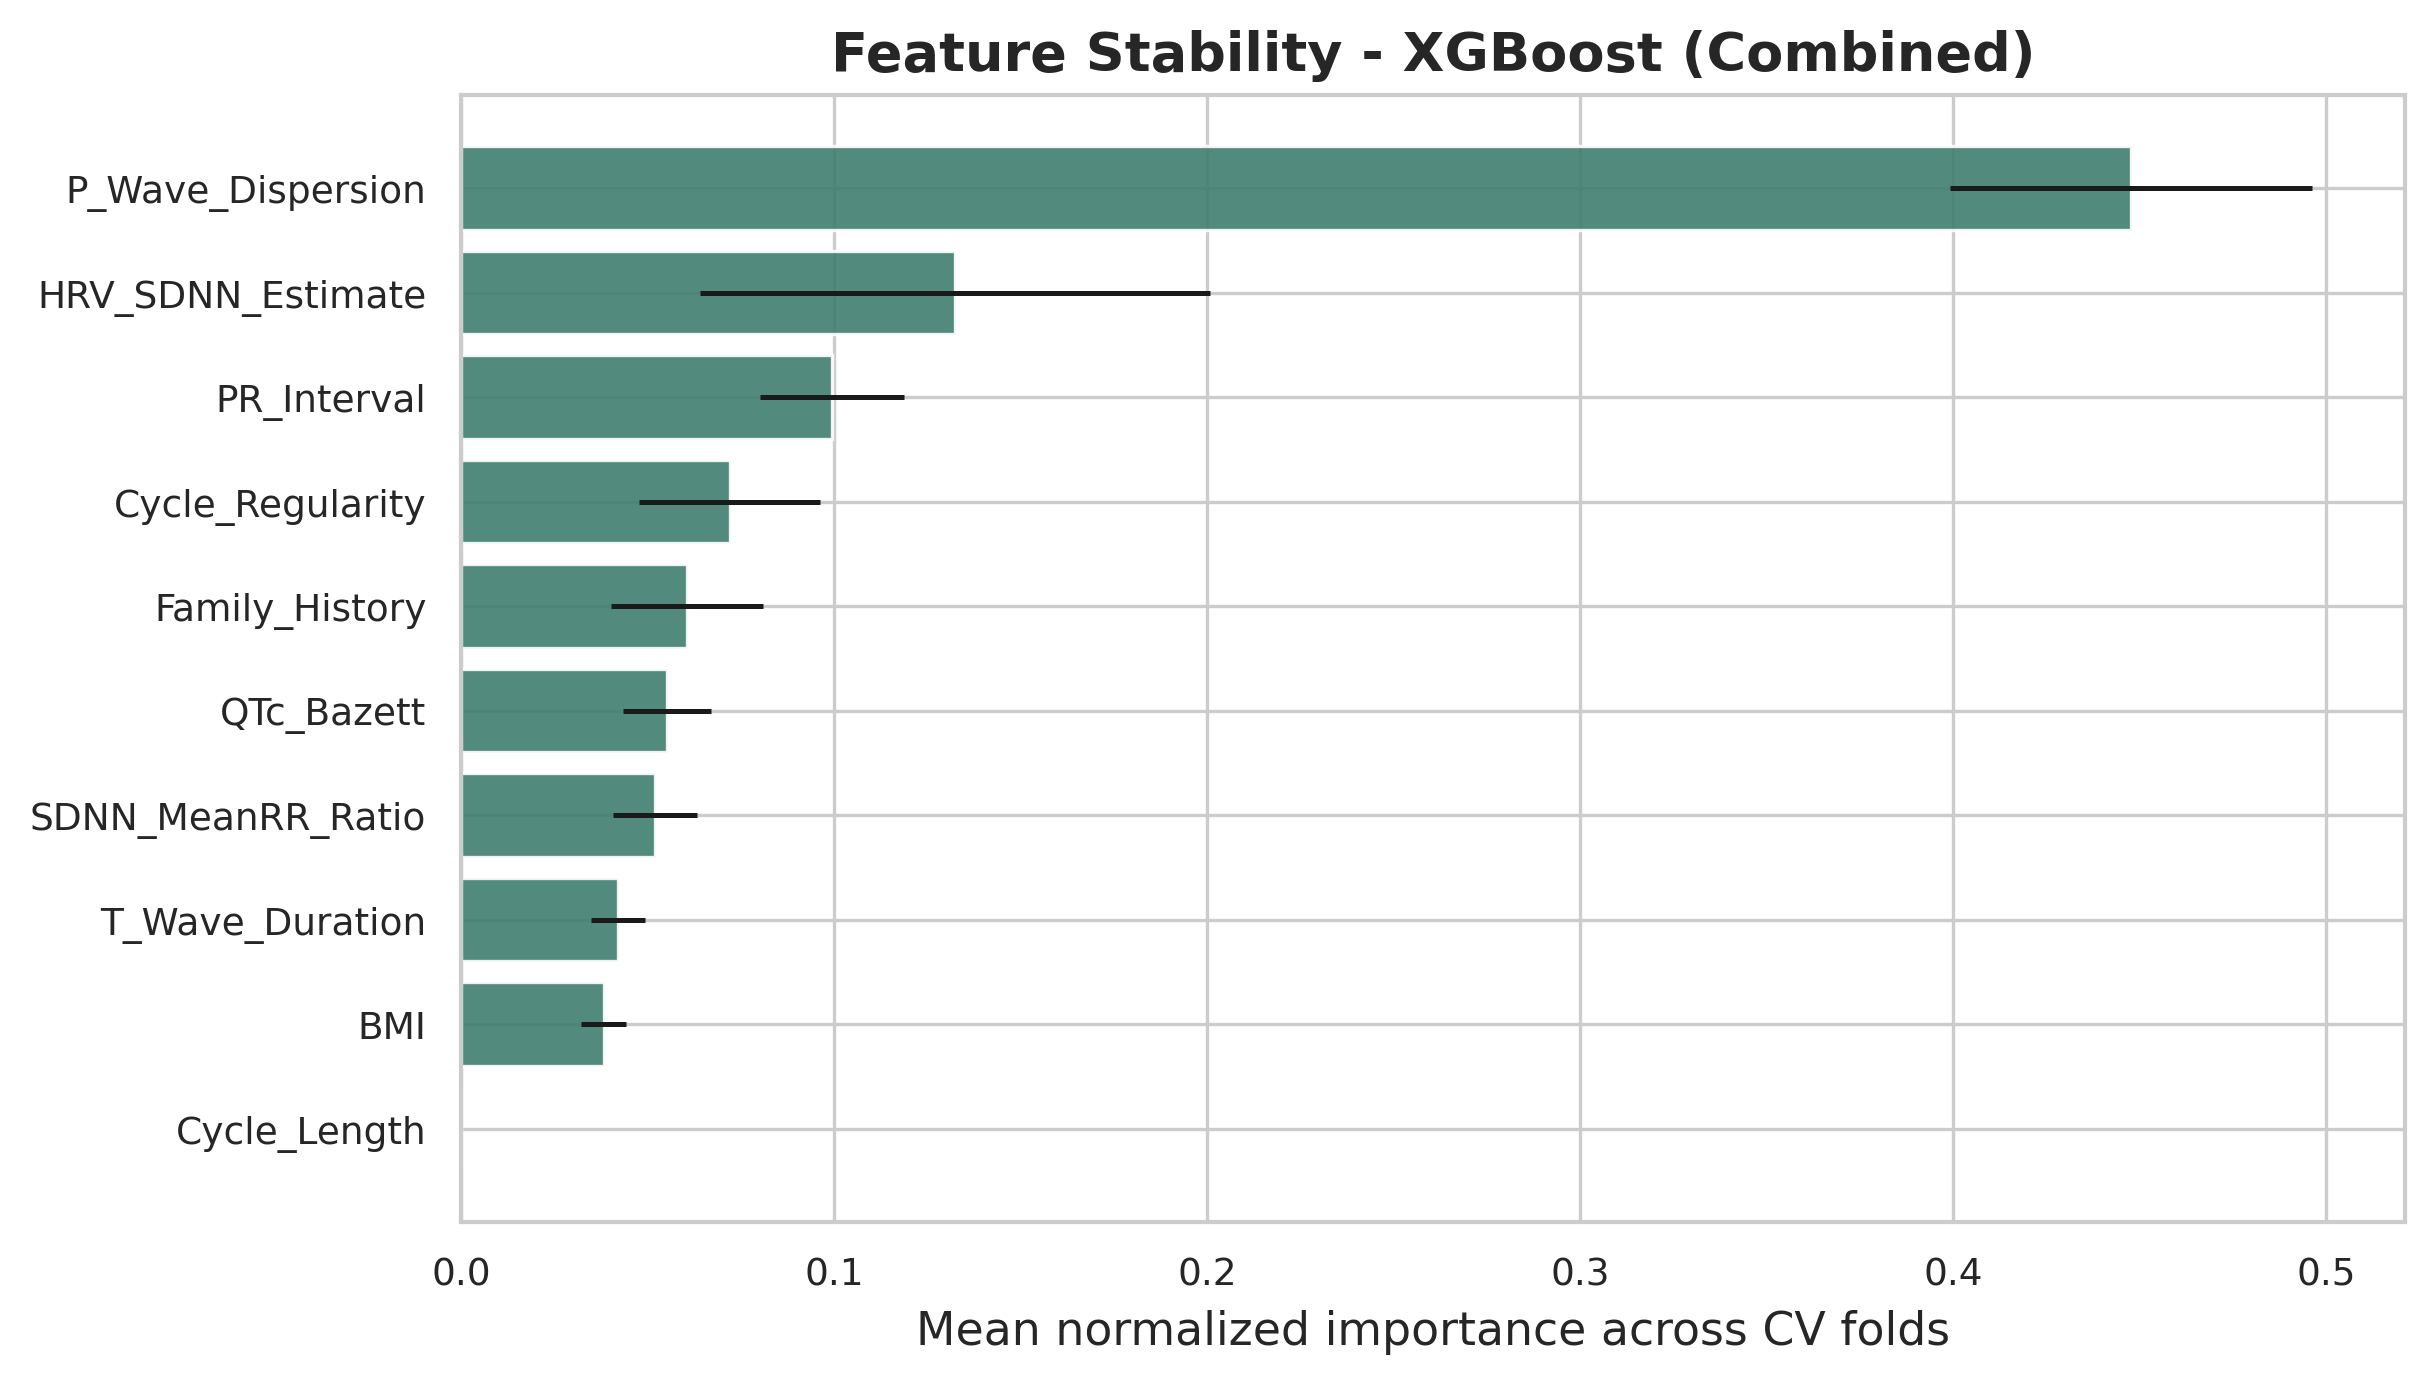 Feature Stability - XGBoost (Combined)
P_Wave_Dispersion
HRV_SDNN_Estimate
PR_Interval
Cycle_Regularity
Family_History
QTc_Bazett
SDNN_MeanRR_Ratio
T_Wave_Duration
BMI
Cycle_Length
0.0 0.1 0.2 0.3 0.4 0.5
Mean normalized importance across CV folds